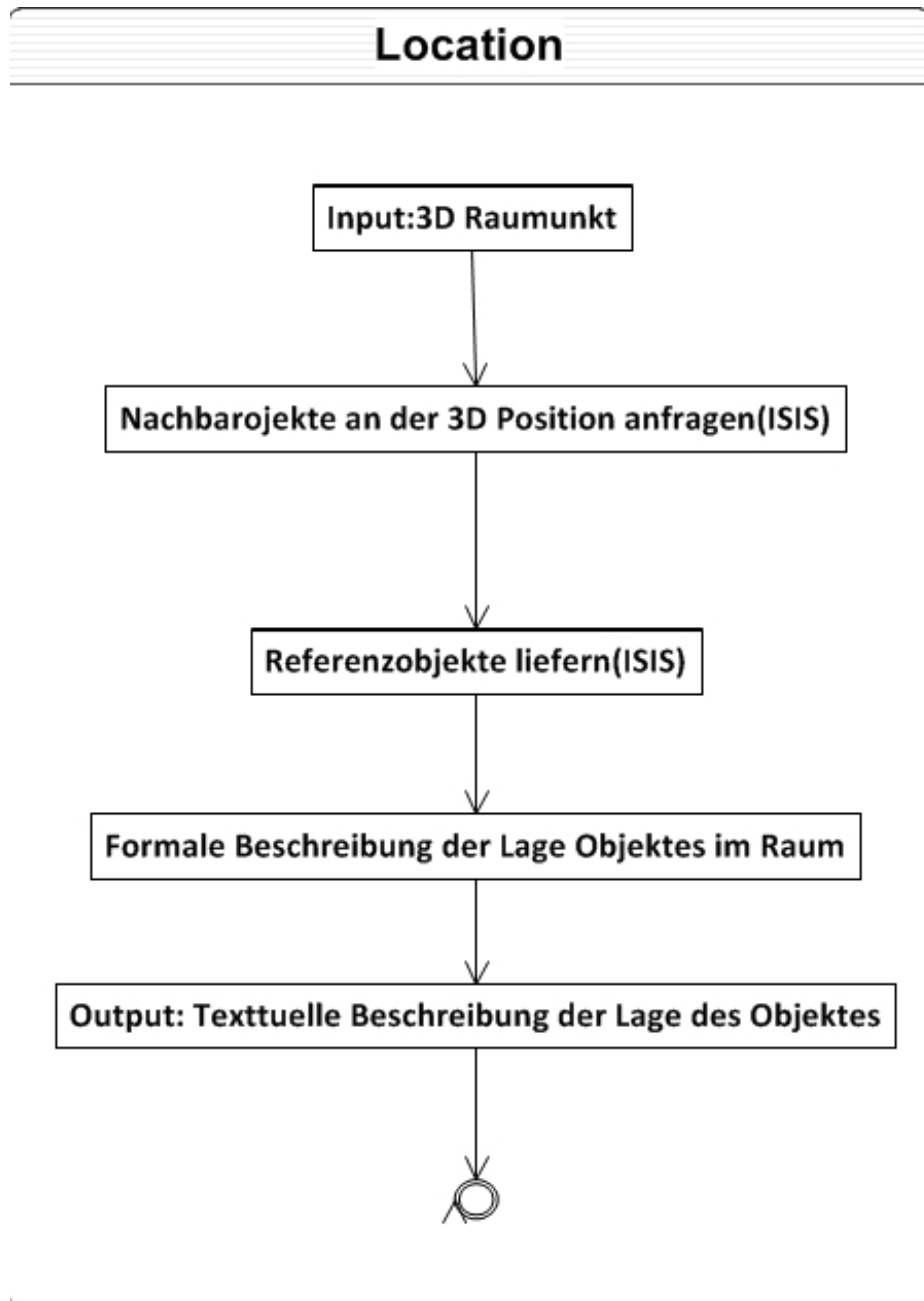 Location
Input:3D Raumunkt
Nachbarojekte an der 3D Position anfragen(ISIS)
Referenzobjekte liefern(ISIS)
Formale Beschreibung der Lage Objektes im Raum
Output: Texttuelle Beschreibung der Lage des Objektes